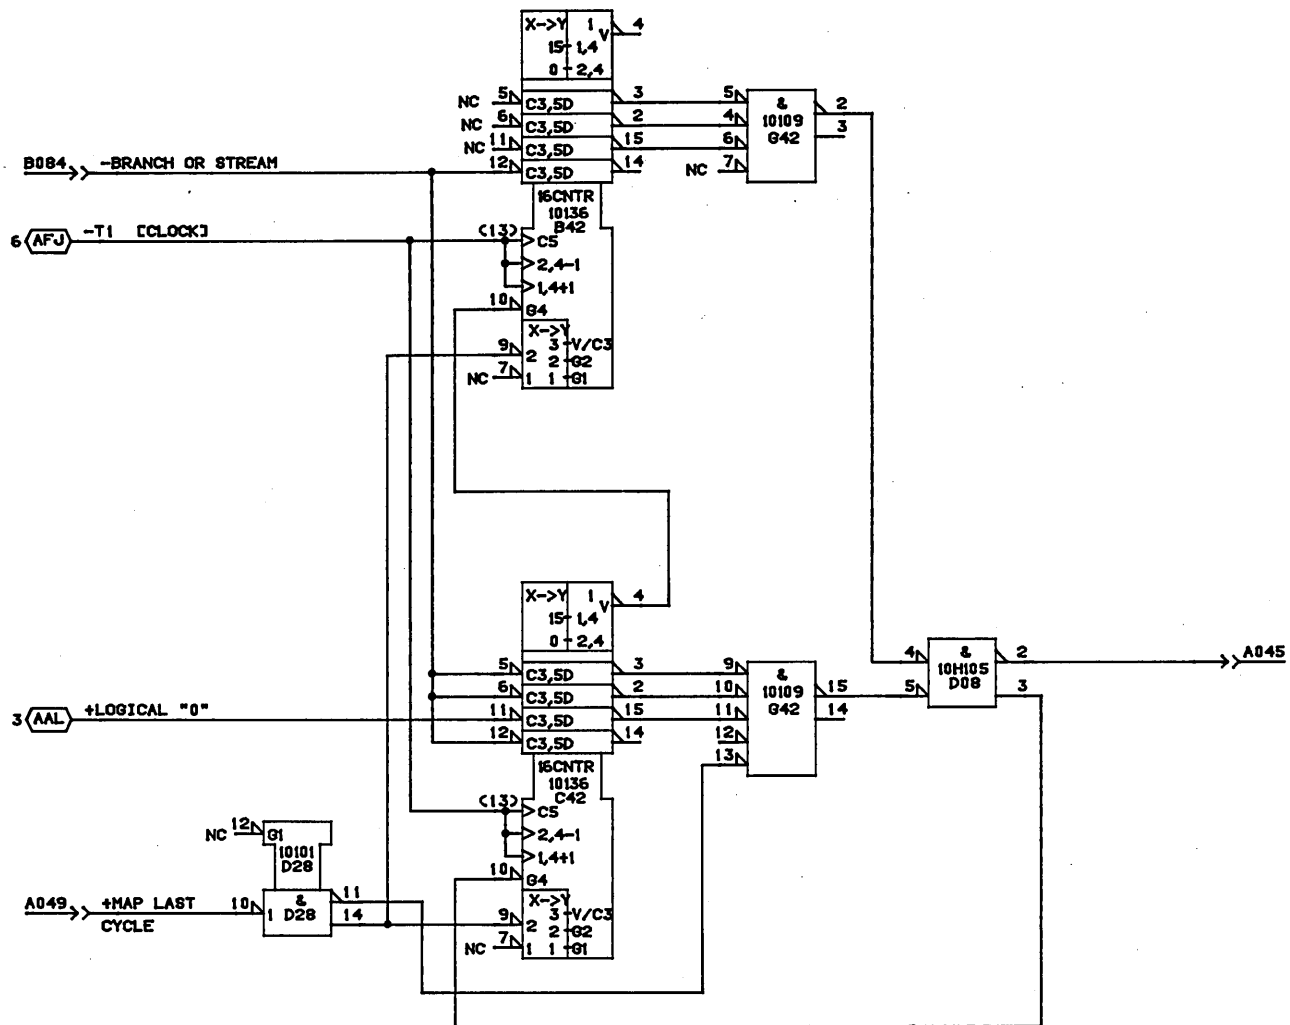 X->Y 1 4
V
15 1,4
0 2,4
NC 5 C3,5D 3 5 & 2
NC 6 C3,5D 2 4 10109 3
NC 11 C3,5D 15 6 G42
B084 -BRANCH OR STREAM 12 C3,5D 14 NC 7
16CNTR
10136
B42
6 AFJ -T1 [CLOCK] (13) C5
2,4-1
1,4+1
10 G4
X->Y
9 2 3 V/C3
2 G2
NC 7 1 1 G1
X->Y 1 4
V
15 1,4
0 2,4
5 C3,5D 3 9 & 15 4 & 2 A045
6 C3,5D 2 10 10109 14 5 10H105 3
3 AAL +LOGICAL "0" 11 C3,5D 15 11 G42 D08
12 C3,5D 14 12
13
16CNTR
10136
C42
(13) C5
2,4-1
1,4+1
NC 12 G1
10101
D28
10 G4
A049 +MAP LAST 10 1 & 11
CYCLE D28 14
X->Y
9 2 3 V/C3
2 G2
NC 7 1 1 G1